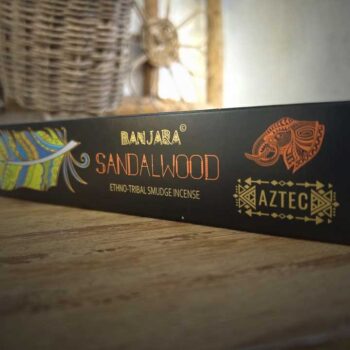 BANJARA©
SANDALWOOD
ETHNO-TRIBAL SMUDGE INCENSE
AZTEC